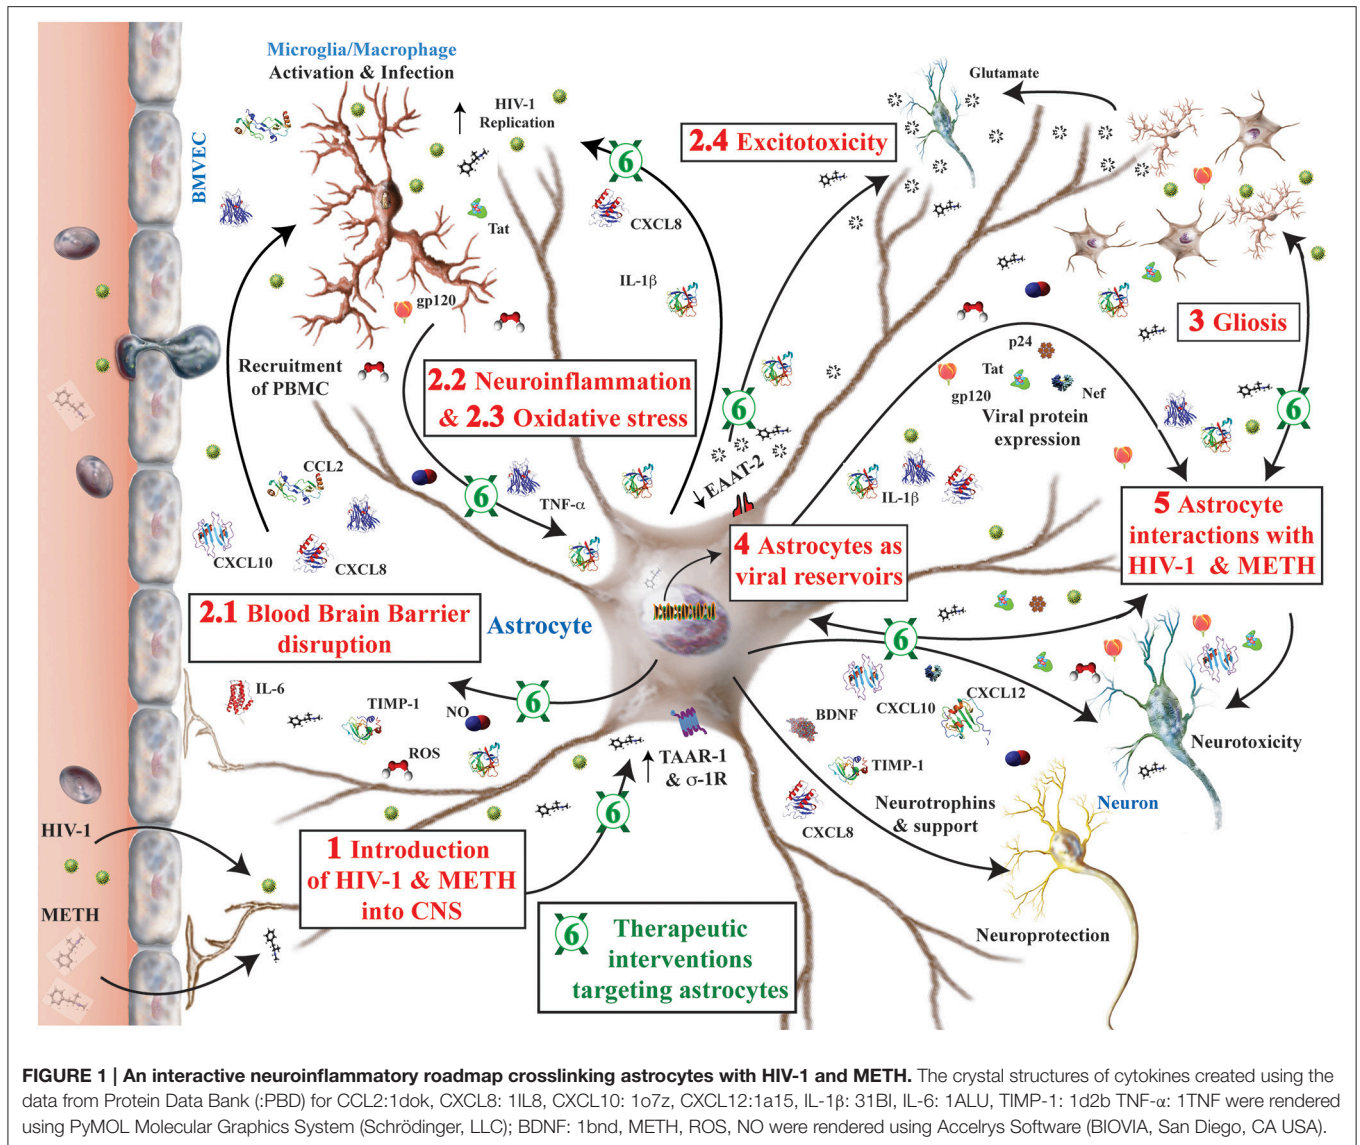 Microglia/Macrophage
Activation & Infection
HIV-1
Replication
Glutamate
BMVEC
6
2.4 Excitotoxicity
CXCL8
Tat
IL-1β
gp120
3 Gliosis
Recruitment
of PBMC
2.2 Neuroinflammation
& 2.3 Oxidative stress
p24
Tat
gp120
Nef
Viral protein
expression
6
6
CCL2
6
TNF-α
EAAT-2
IL-1β
CXCL10
CXCL8
4 Astrocytes as
viral reservoirs
5 Astrocyte
interactions with
HIV-1 & METH
2.1 Blood Brain Barrier
disruption
Astrocyte
6
IL-6
TIMP-1
NO
6
ROS
CXCL10
CXCL12
BDNF
TAAR-1
& σ-1R
TIMP-1
Neurotoxicity
Neurotrophins
& support
Neuron
CXCL8
6
HIV-1
1 Introduction
of HIV-1 & METH
into CNS
METH
6 Therapeutic
interventions
targeting astrocytes
Neuroprotection
FIGURE 1 | An interactive neuroinflammatory roadmap crosslinking astrocytes with HIV-1 and METH. The crystal structures of cytokines created using the
data from Protein Data Bank (:PBD) for CCL2:1dok, CXCL8: 1IL8, CXCL10: 1o7z, CXCL12:1a15, IL-1β: 31BI, IL-6: 1ALU, TIMP-1: 1d2b TNF-α: 1TNF were rendered
using PyMOL Molecular Graphics System (Schrödinger, LLC); BDNF: 1bnd, METH, ROS, NO were rendered using Accelrys Software (BIOVIA, San Diego, CA USA).